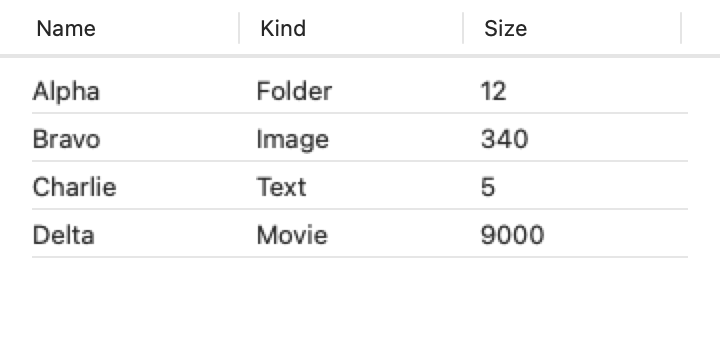 Name Kind Size
Alpha Folder 12
Bravo Image 340
Charlie Text 5
Delta Movie 9000